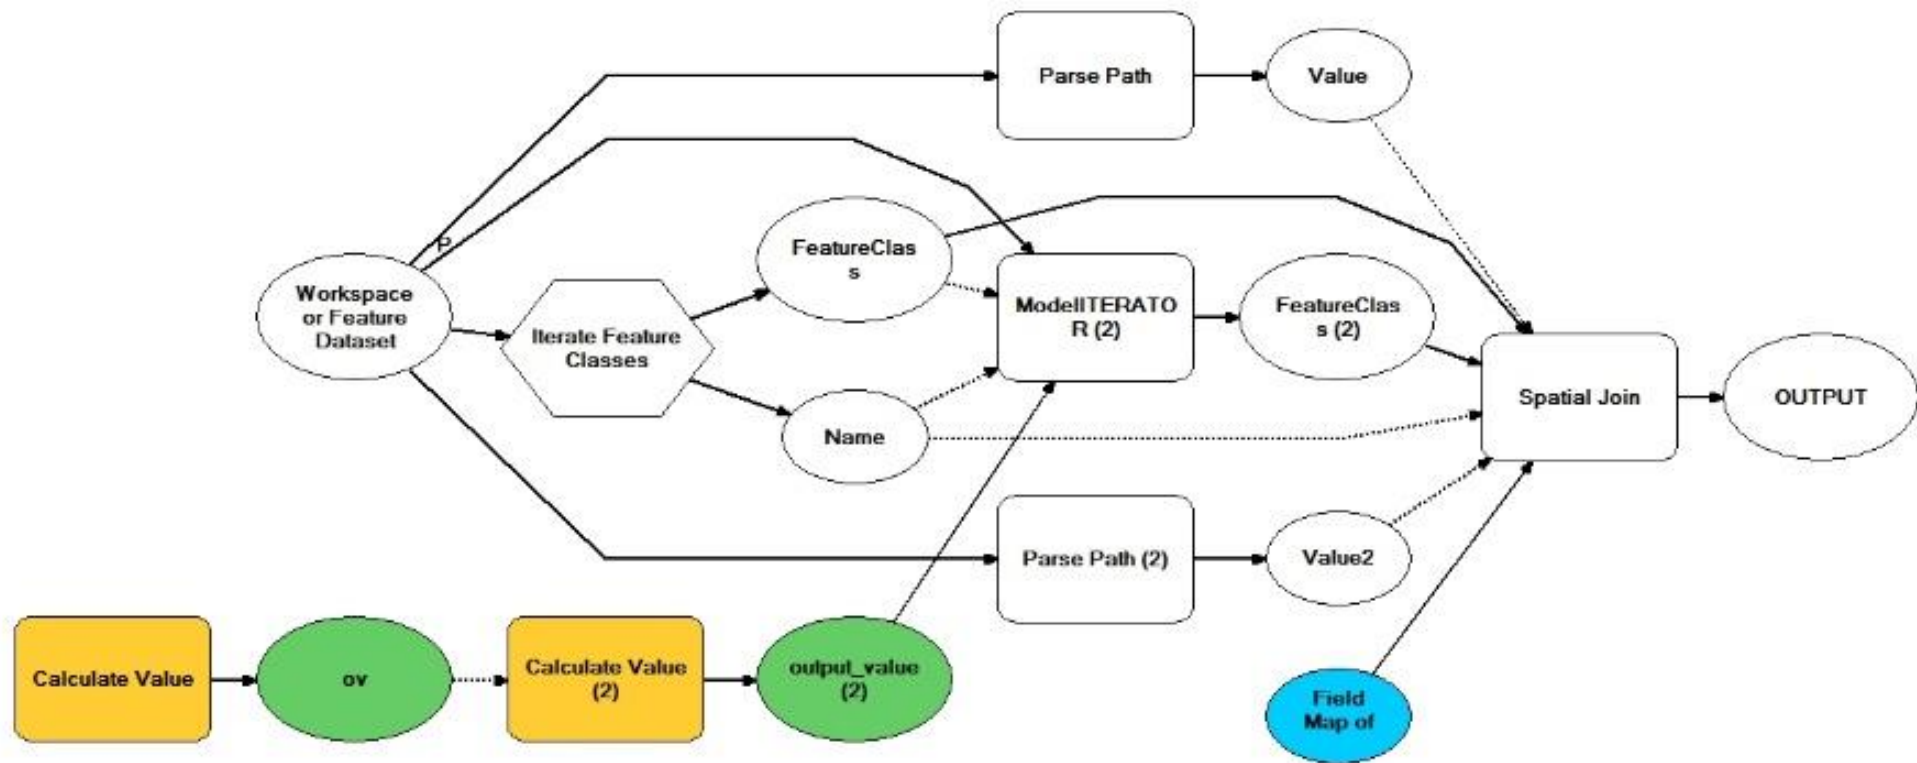 Parse Path
Value
P
FeatureClas
s
Workspace
or Feature
Dataset
Iterate Feature
Classes
ModelITERATO
R (2)
FeatureClas
s (2)
Spatial Join
OUTPUT
Name
Parse Path (2)
Value2
Calculate Value
ov
Calculate Value
(2)
output_value
(2)
Field
Map of